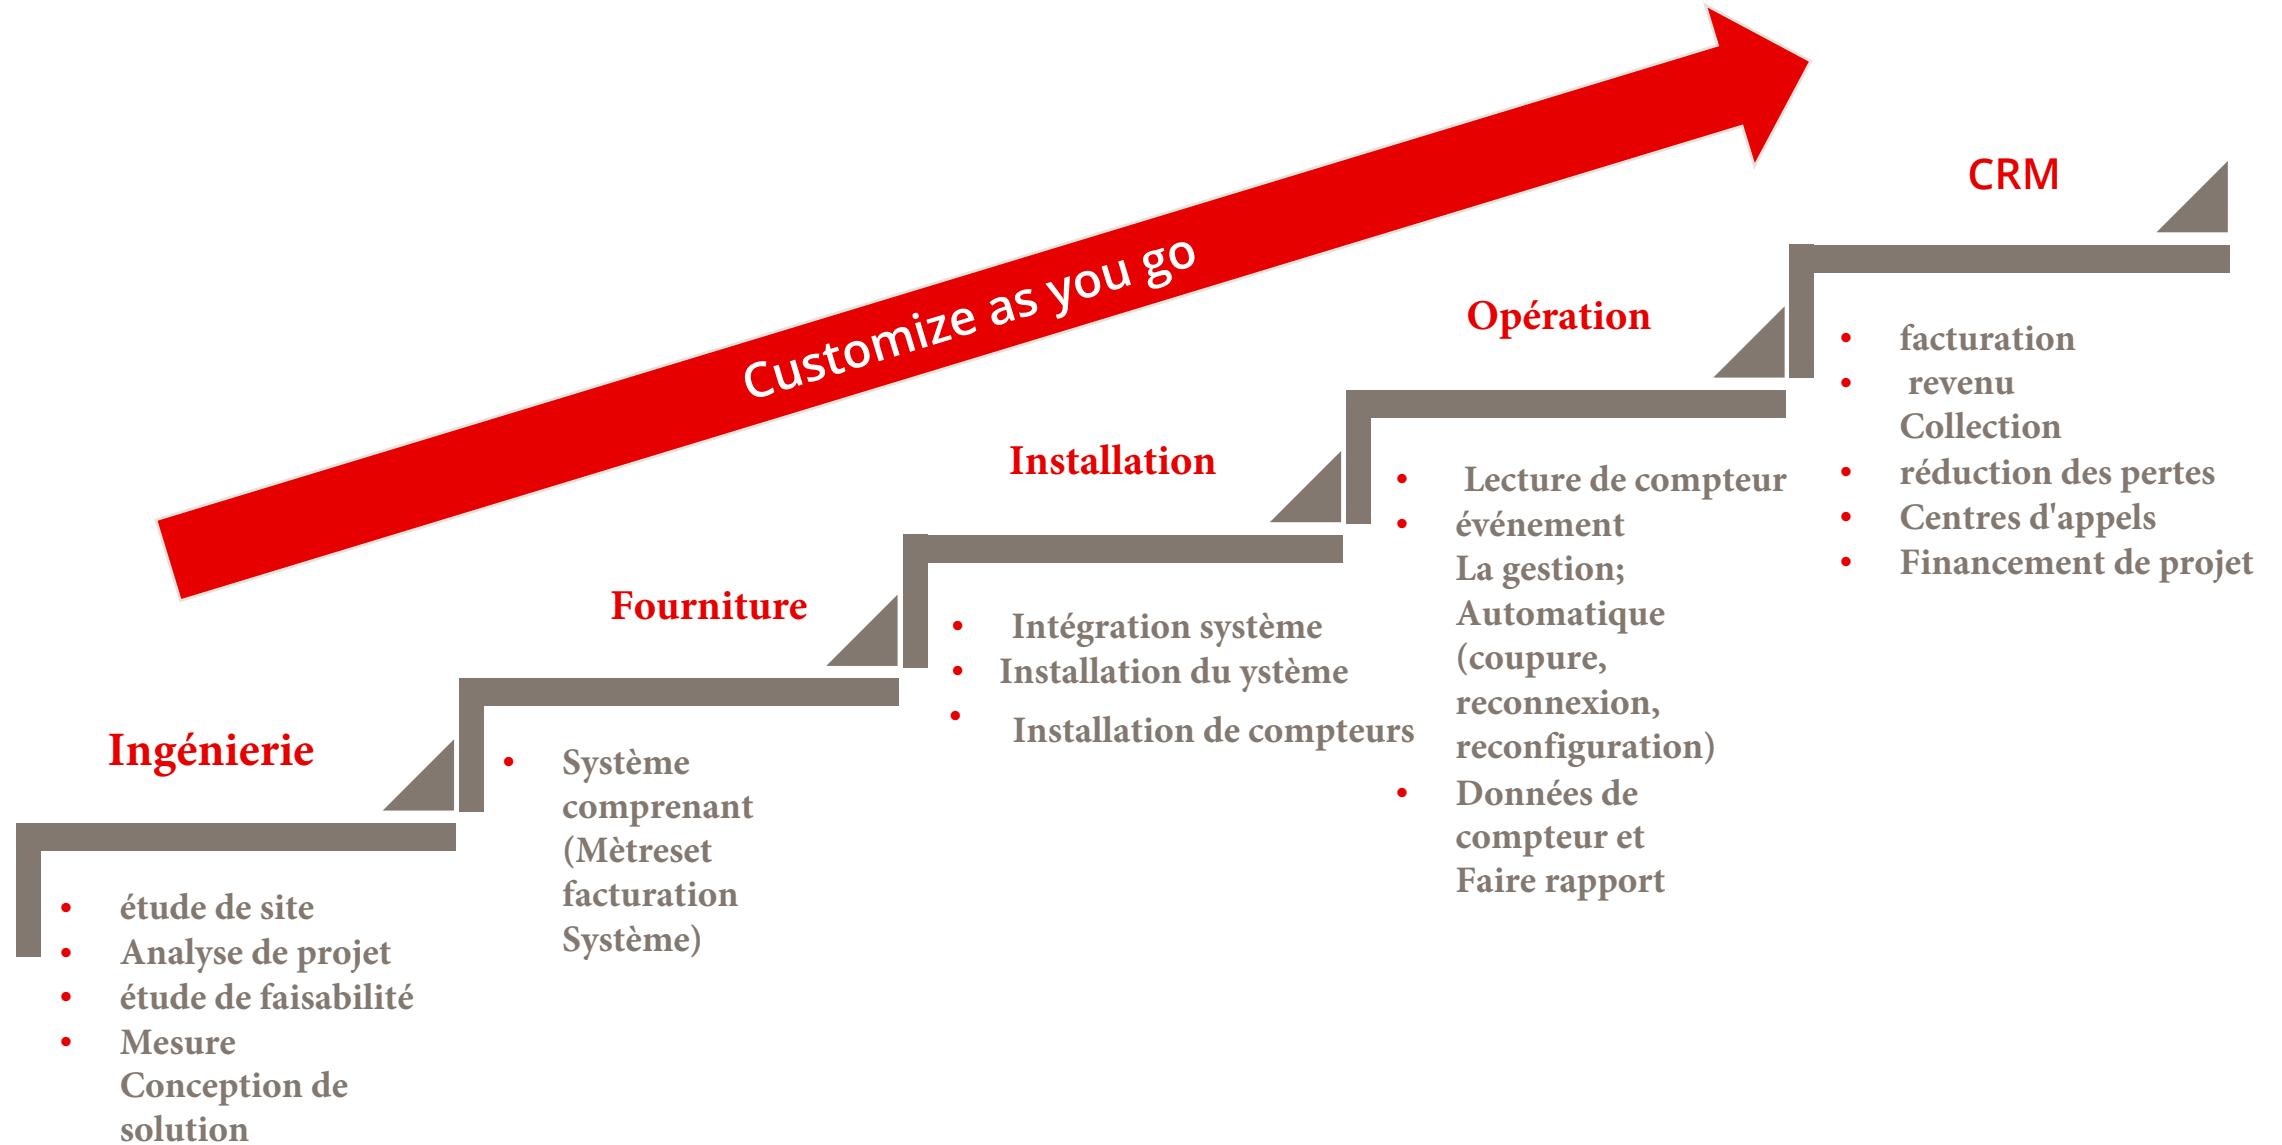 Customize as you go
Ingénierie
• étude de site
• Analyse de projet
• étude de faisabilité
• Mesure
Conception de
solution
Fourniture
• Système
comprenant
(Mètreset
facturation
Système)
Installation
• Intégration système
• Installation du ystème
• Installation de compteurs
Opération
• Lecture de compteur
• événement
La gestion;
Automatique
(coupure,
reconnexion,
reconfiguration)
• Données de
compteur et
Faire rapport
CRM
• facturation
• revenu
Collection
• réduction des pertes
• Centres d'appels
• Financement de projet